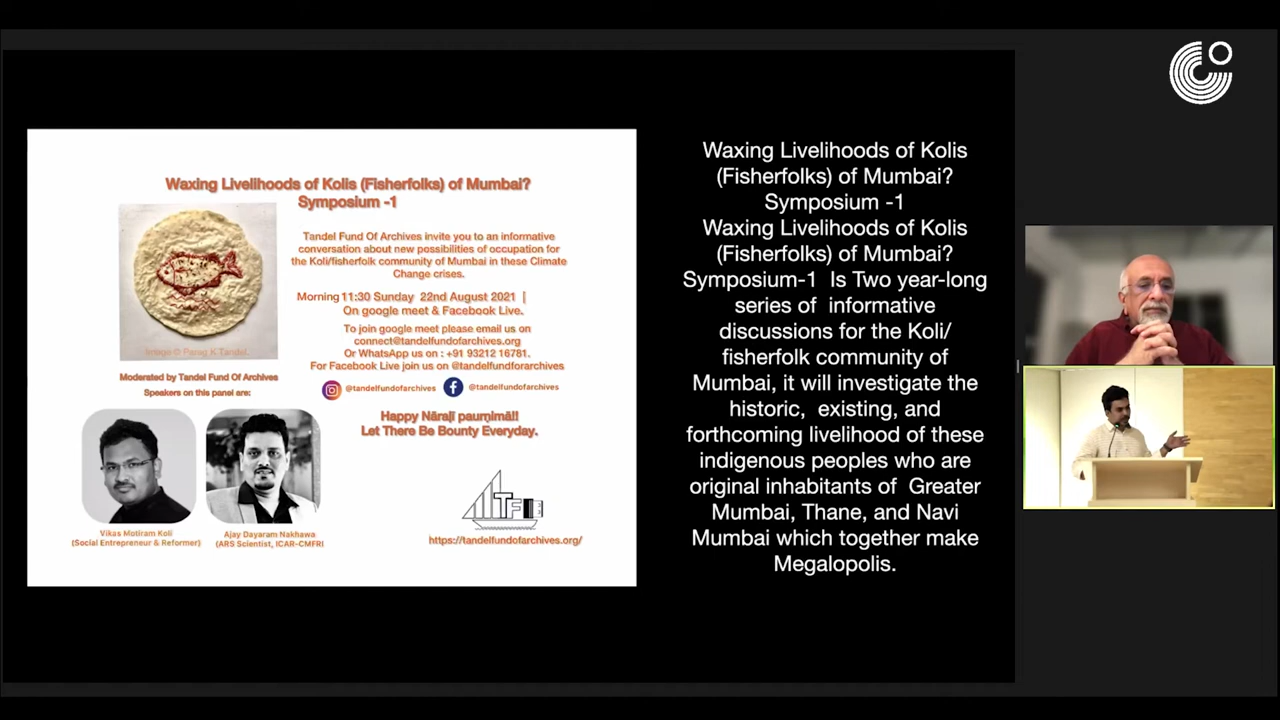 Waxing Livelihoods of Kolis (Fisherfolks) of Mumbai?
Symposium -1
Tandel Fund Of Archives invite you to an informative
conversation about new possibilities of occupation for
the Koli/fisherfolk community of Mumbai in these Climate
Change crises.
Morning 11:30 Sunday 22nd August 2021 |
On google meet & Facebook Live.
To join google meet please email us on
connect@tandelfundofarchives.org
Or WhatsApp us on : +91 93212 16781.
For Facebook Live join us on @tandelfundforarchives
@tandelfundofarchives
@tandelfundofarchives
Image © Parag K Tandel.
Moderated by Tandel Fund Of Archives
Speakers on this panel are:
Happy Nāraḷī paurṇimā!!
Let There Be Bounty Everyday.
Vikas Motiram Koli
(Social Entrepreneur & Reformer)
Ajay Dayaram Nakhawa
(ARS Scientist, ICAR-CMFRI
https://tandelfundofarchives.org/
Waxing Livelihoods of Kolis
(Fisherfolks) of Mumbai?
Symposium -1
Waxing Livelihoods of Kolis
(Fisherfolks) of Mumbai?
Symposium-1 Is Two year-long
series of informative
discussions for the Koli/
fisherfolk community of
Mumbai, it will investigate the
historic, existing, and
forthcoming livelihood of these
indigenous peoples who are
original inhabitants of Greater
Mumbai, Thane, and Navi
Mumbai which together make
Megalopolis.